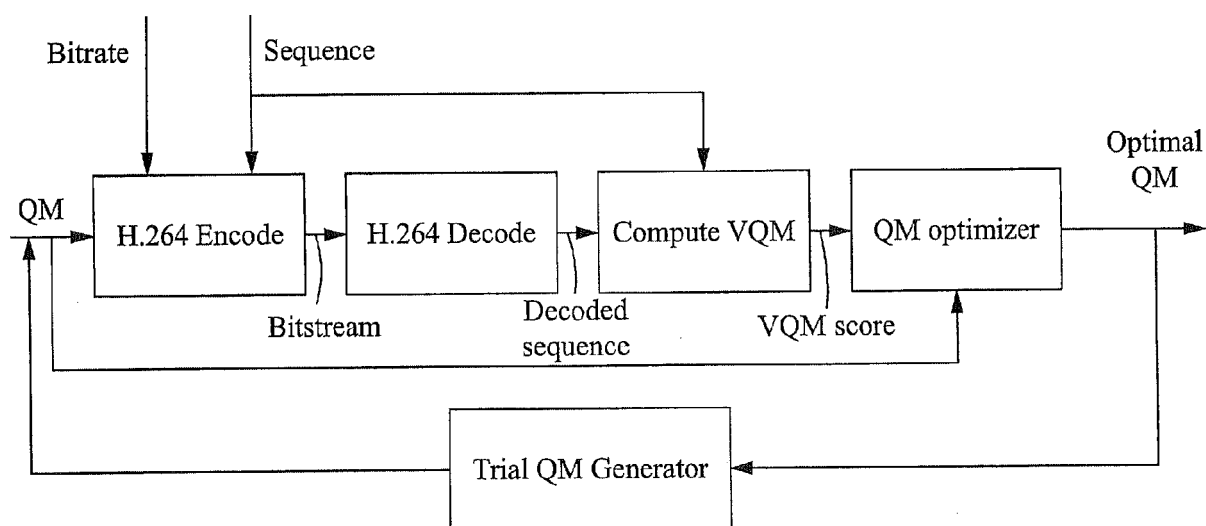 Bitrate
Sequence
Optimal
QM
QM
H.264 Encode
H.264 Decode
Compute VQM
QM optimizer
Bitstream
Decoded
sequence
VQM score
Trial QM Generator